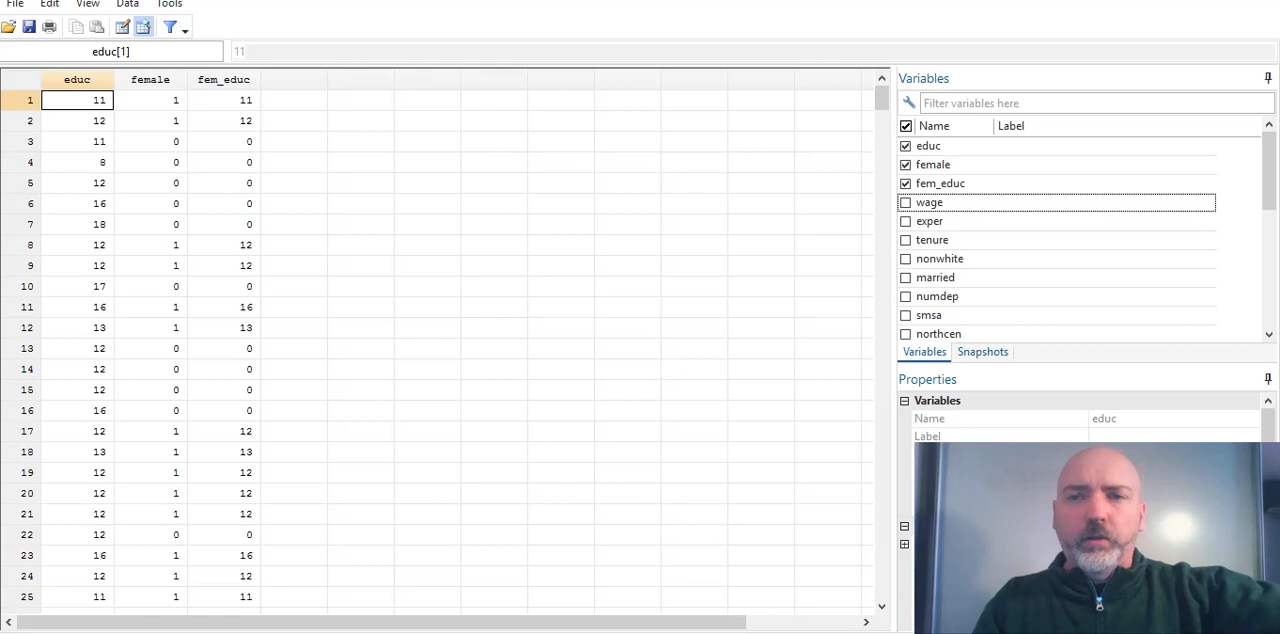 File Edit View Data Tools
educ[1] 11
educ female fem_educ
1 11 1 11
2 12 1 12
3 11 0 0
4 8 0 0
5 12 0 0
6 16 0 0
7 18 0 0
8 12 1 12
9 12 1 12
10 17 0 0
11 16 1 16
12 13 1 13
13 12 0 0
14 12 0 0
15 12 0 0
16 16 0 0
17 12 1 12
18 13 1 13
19 12 1 12
20 12 1 12
21 12 1 12
22 12 0 0
23 16 1 16
24 12 1 12
25 11 1 11
Variables
Filter variables here
Name Label
educ
female
fem_educ
wage
exper
tenure
nonwhite
married
numdep
smsa
northcen
Variables Snapshots
Properties
Variables
Name educ
Label